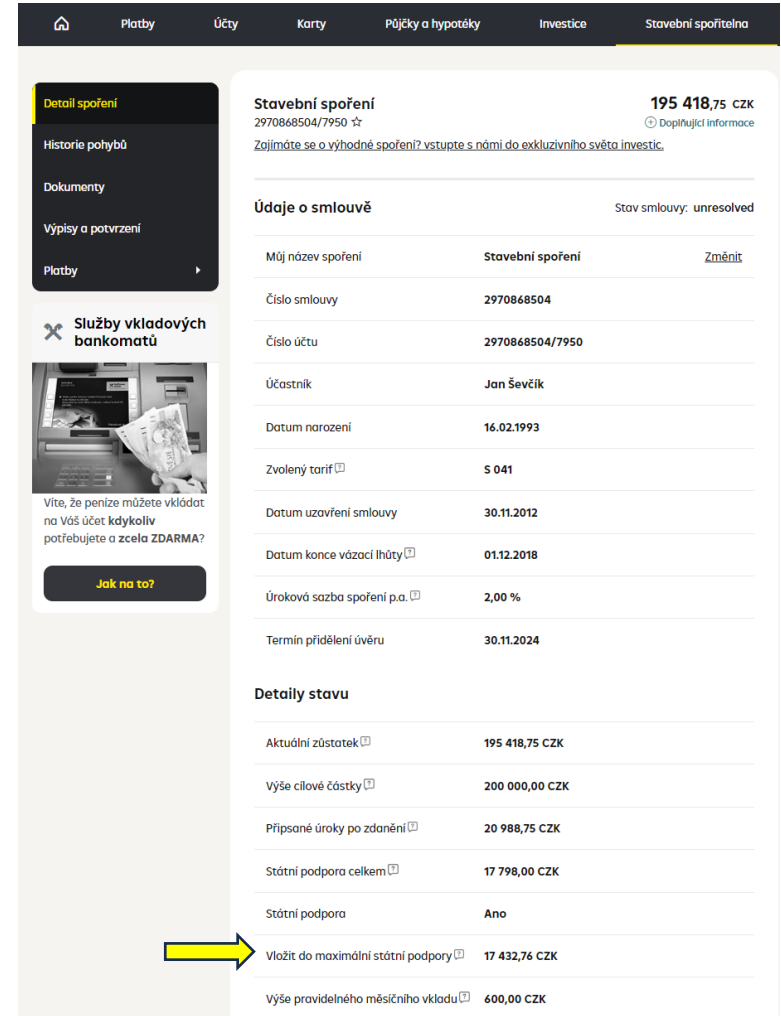 Platby
Účty
Karty
Půjčky a hypotéky
Investice
Stavební spořitelna
Detail spoření
Historie pohybů
Dokumenty
Výpisy a potvrzení
Platby
Služby vkladových
bankomatů
Víte, že peníze můžete vkládat
na Váš účet kdykoliv
potřebujete a zcela ZDARMA?
Jak na to?
Stavební spoření
195 418,75 CZK
2970868504/7950
Doplňující informace
Zajímáte se o výhodné spoření? vstupte s námi do exkluzivního světa investic.
Údaje o smlouvě
Stav smlouvy: unresolved
Můj název spoření Stavební spoření Změnit
Číslo smlouvy 2970868504
Číslo účtu 2970868504/7950
Účastník Jan Ševčík
Datum narození 16.02.1993
Zvolený tarif S 041
Datum uzavření smlouvy 30.11.2012
Datum konce vázací lhůty 01.12.2018
Úroková sazba spoření p.a. 2,00 %
Termín přidělení úvěru 30.11.2024
Detaily stavu
Aktuální zůstatek 195 418,75 CZK
Výše cílové částky 200 000,00 CZK
Připsané úroky po zdanění 20 988,75 CZK
Státní podpora celkem 17 798,00 CZK
Státní podpora Ano
Vložit do maximální státní podpory 17 432,76 CZK
Výše pravidelného měsíčního vkladu 600,00 CZK